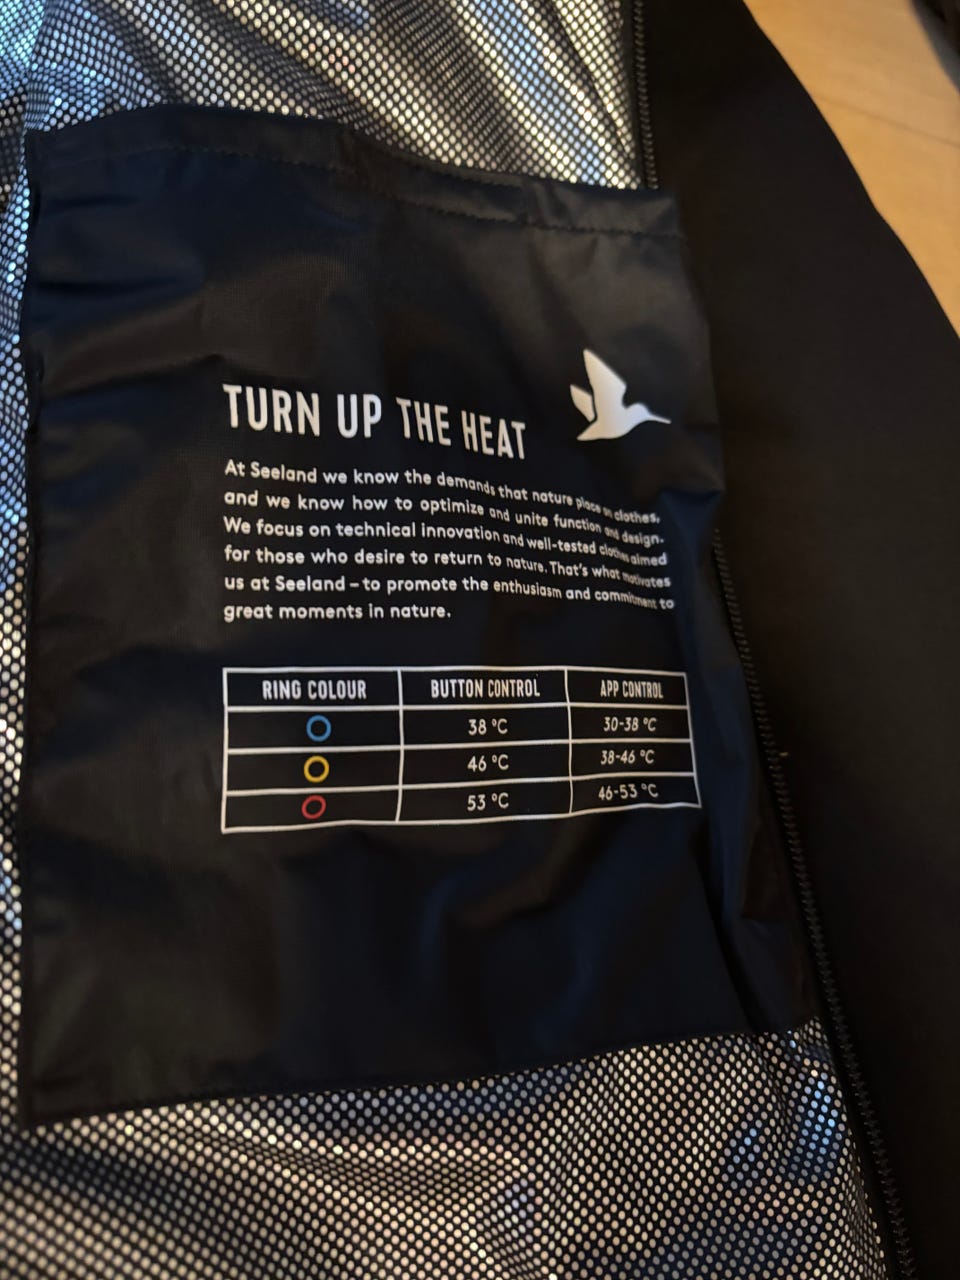 TURN UP THE HEAT
At Seeland we know the demands that nature place on clothes,
and we know how to optimize and unite function and design.
We focus on technical innovation and well-tested clothes aimed
for those who desire to return to nature. That's what motivates
us at Seeland – to promote the enthusiasm and commitment to
great moments in nature.
RING COLOUR BUTTON CONTROL APP CONTROL
38 °C 30-38 °C
46 °C 38-46 °C
53 °C 46-53 °C